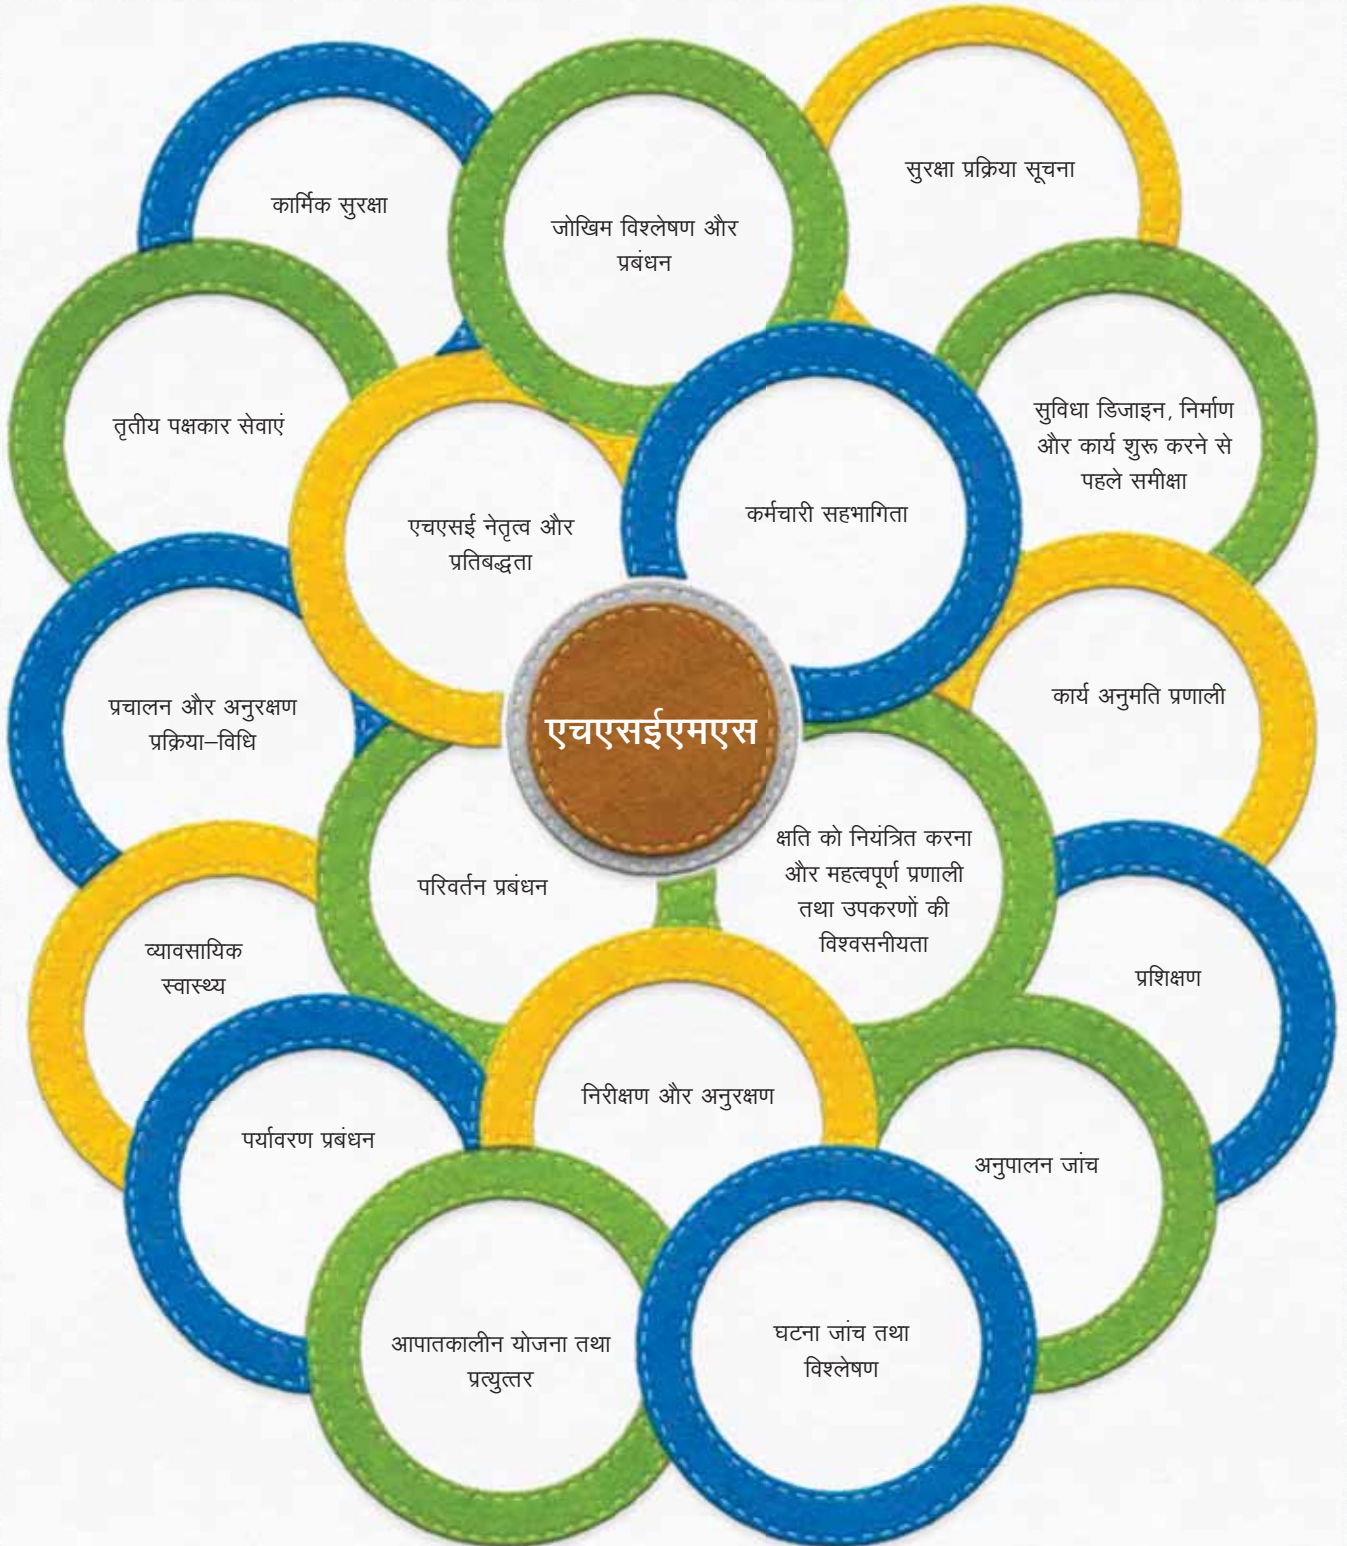 सुरक्षा प्रक्रिया सूचना
कार्मिक सुरक्षा
जोखिम विश्लेषण और
प्रबंधन
तृतीय पक्षकार सेवाएं
सुविधा डिजाइन, निर्माण
और कार्य शुरू करने से
पहले समीक्षा
एचएसई नेतृत्व और
प्रतिबद्धता
कर्मचारी सहभागिता
प्रचालन और अनुरक्षण
प्रक्रिया–विधि
एचएसईएमएस
कार्य अनुमति प्रणाली
परिवर्तन प्रबंधन
क्षति को नियंत्रित करना
और महत्वपूर्ण प्रणाली
तथा उपकरणों की
विश्वसनीयता
व्यावसायिक
स्वास्थ्य
प्रशिक्षण
निरीक्षण और अनुरक्षण
पर्यावरण प्रबंधन
अनुपालन जांच
आपातकालीन योजना तथा
प्रत्युत्तर
घटना जांच तथा
विश्लेषण